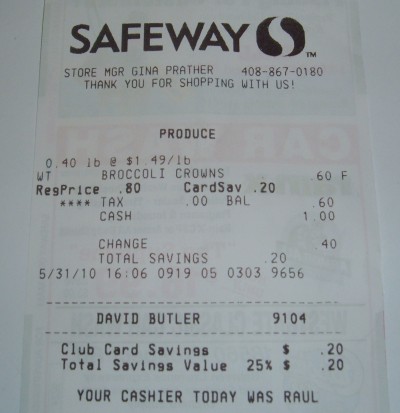 SAFEWAY TM
STORE MGR GINA PRATHER 408-867-0180
THANK YOU FOR SHOPPING WITH US!
PRODUCE
0.40 lb @ $1.49/lb
WT BROCCOLI CROWNS .60 F
RegPrice .80 CardSav .20
**** TAX .00 BAL .60
CASH 1.00
CHANGE .40
TOTAL SAVINGS .20
5/31/10 16:06 0919 05 0303 9656
DAVID BUTLER 9104
Club Card Savings $ .20
Total Savings Value 25% $ .20
YOUR CASHIER TODAY WAS RAUL